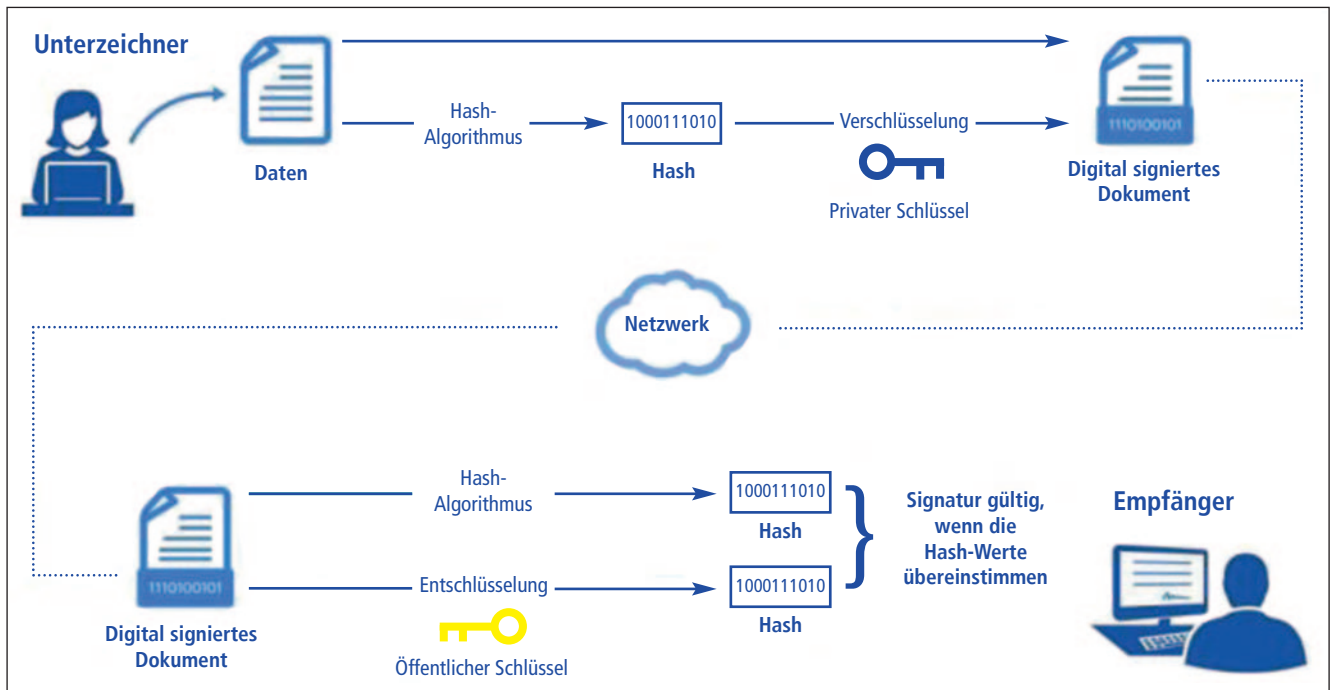 Unterzeichner
Daten
Hash-
Algorithmus
1000111010
Hash
Verschlüsselung
Privater Schlüssel
1110100101
Digital signiertes
Dokument
Netzwerk
1110100101
Digital signiertes
Dokument
Hash-
Algorithmus
1000111010
Hash
Entschlüsselung
Öffentlicher Schlüssel
1000111010
Hash
Signatur gültig,
wenn die
Hash-Werte
übereinstimmen
Empfänger